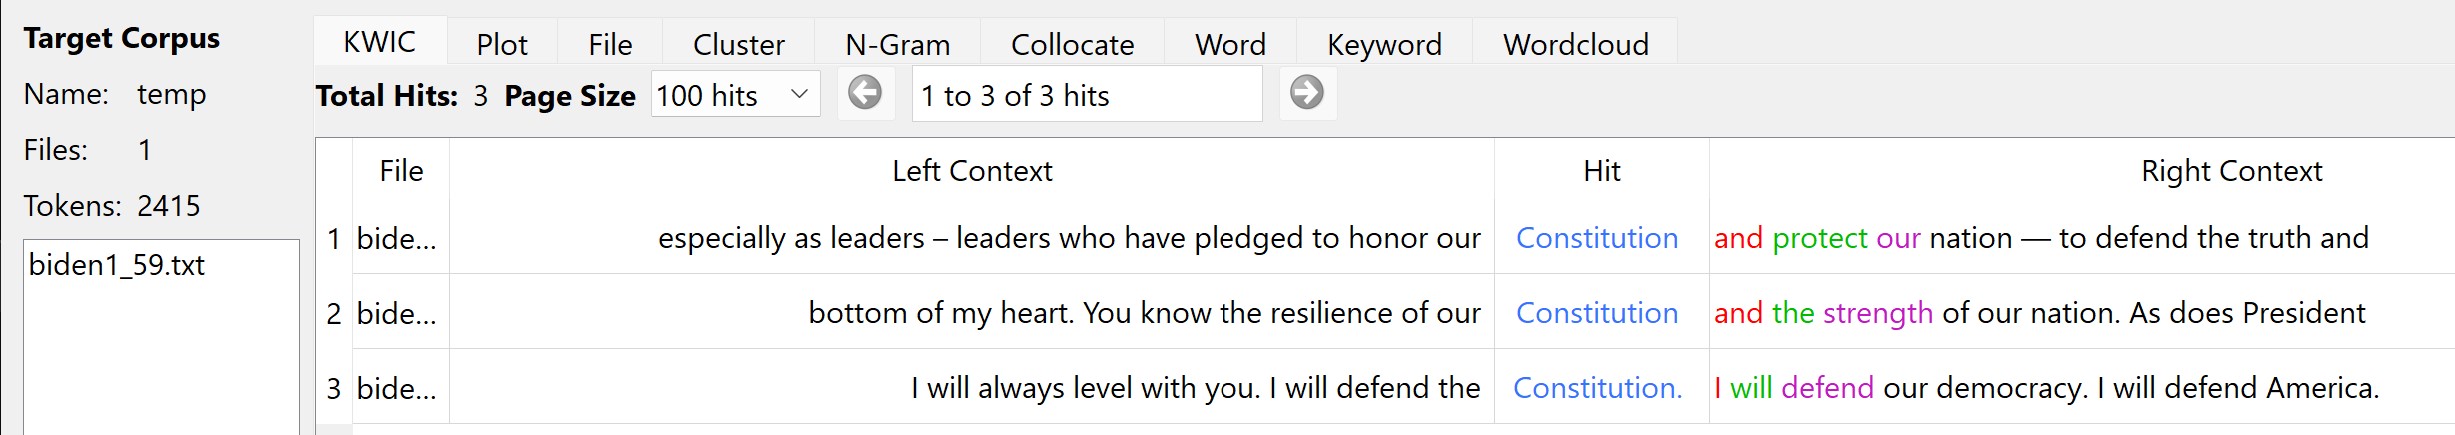 Target Corpus
Name: temp
Files: 1
Tokens: 2415
biden1_59.txt
KWIC Plot File Cluster N-Gram Collocate Word Keyword Wordcloud
Total Hits: 3 Page Size 100 hits 1 to 3 of 3 hits
File Left Context Hit Right Context
1 bide... especially as leaders – leaders who have pledged to honor our Constitution and protect our nation — to defend the truth and
2 bide... bottom of my heart. You know the resilience of our Constitution and the strength of our nation. As does President
3 bide... I will always level with you. I will defend the Constitution. I will defend our democracy. I will defend America.